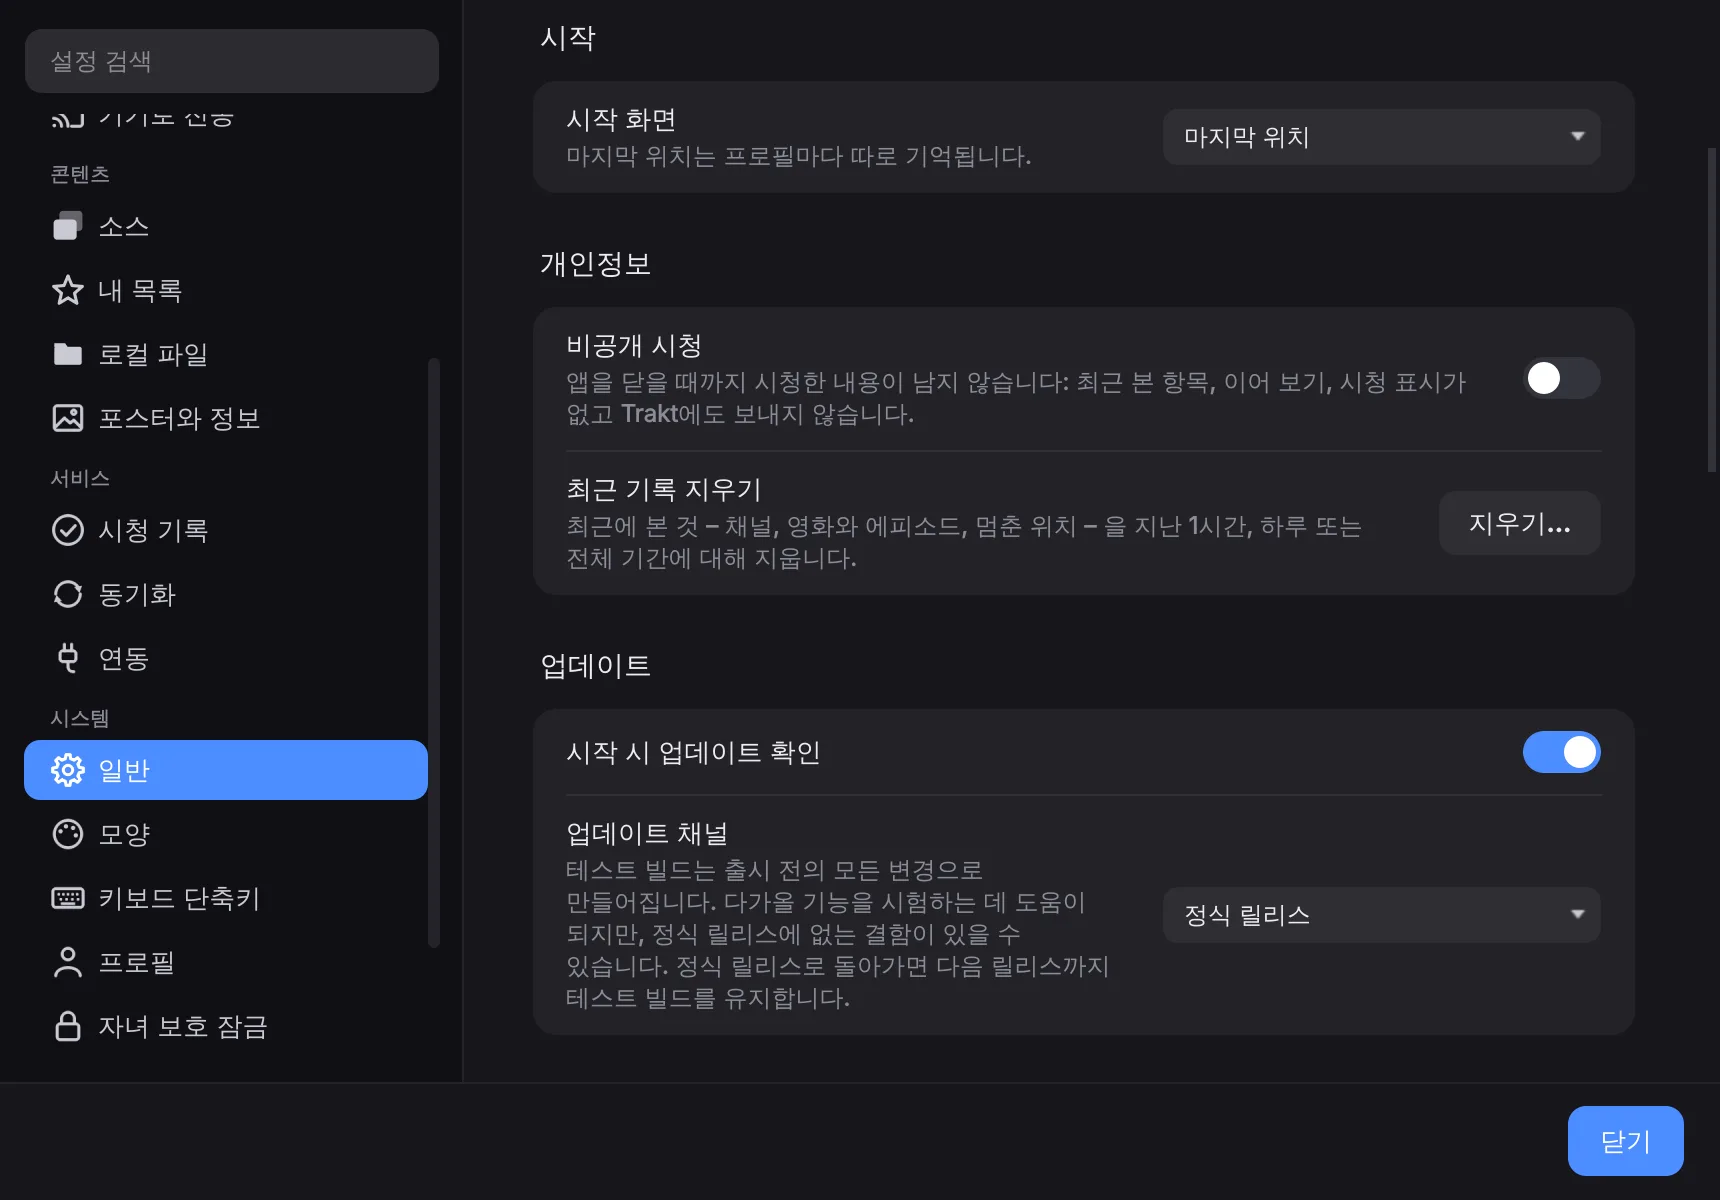 설정 검색
기기로 전송
콘텐츠
소스
내 목록
로컬 파일
포스터와 정보
서비스
시청 기록
동기화
연동
시스템
일반
모양
키보드 단축키
프로필
자녀 보호 잠금
시작
시작 화면
마지막 위치는 프로필마다 따로 기억됩니다.
마지막 위치
개인정보
비공개 시청
앱을 닫을 때까지 시청한 내용이 남지 않습니다: 최근 본 항목, 이어 보기, 시청 표시가
없고 Trakt에도 보내지 않습니다.
최근 기록 지우기
최근에 본 것 – 채널, 영화와 에피소드, 멈춘 위치 – 을 지난 1시간, 하루 또는
전체 기간에 대해 지웁니다.
지우기...
업데이트
시작 시 업데이트 확인
업데이트 채널
테스트 빌드는 출시 전의 모든 변경으로
만들어집니다. 다가올 기능을 시험하는 데 도움이
되지만, 정식 릴리스에 없는 결함이 있을 수
있습니다. 정식 릴리스로 돌아가면 다음 릴리스까지
테스트 빌드를 유지합니다.
정식 릴리스
닫기